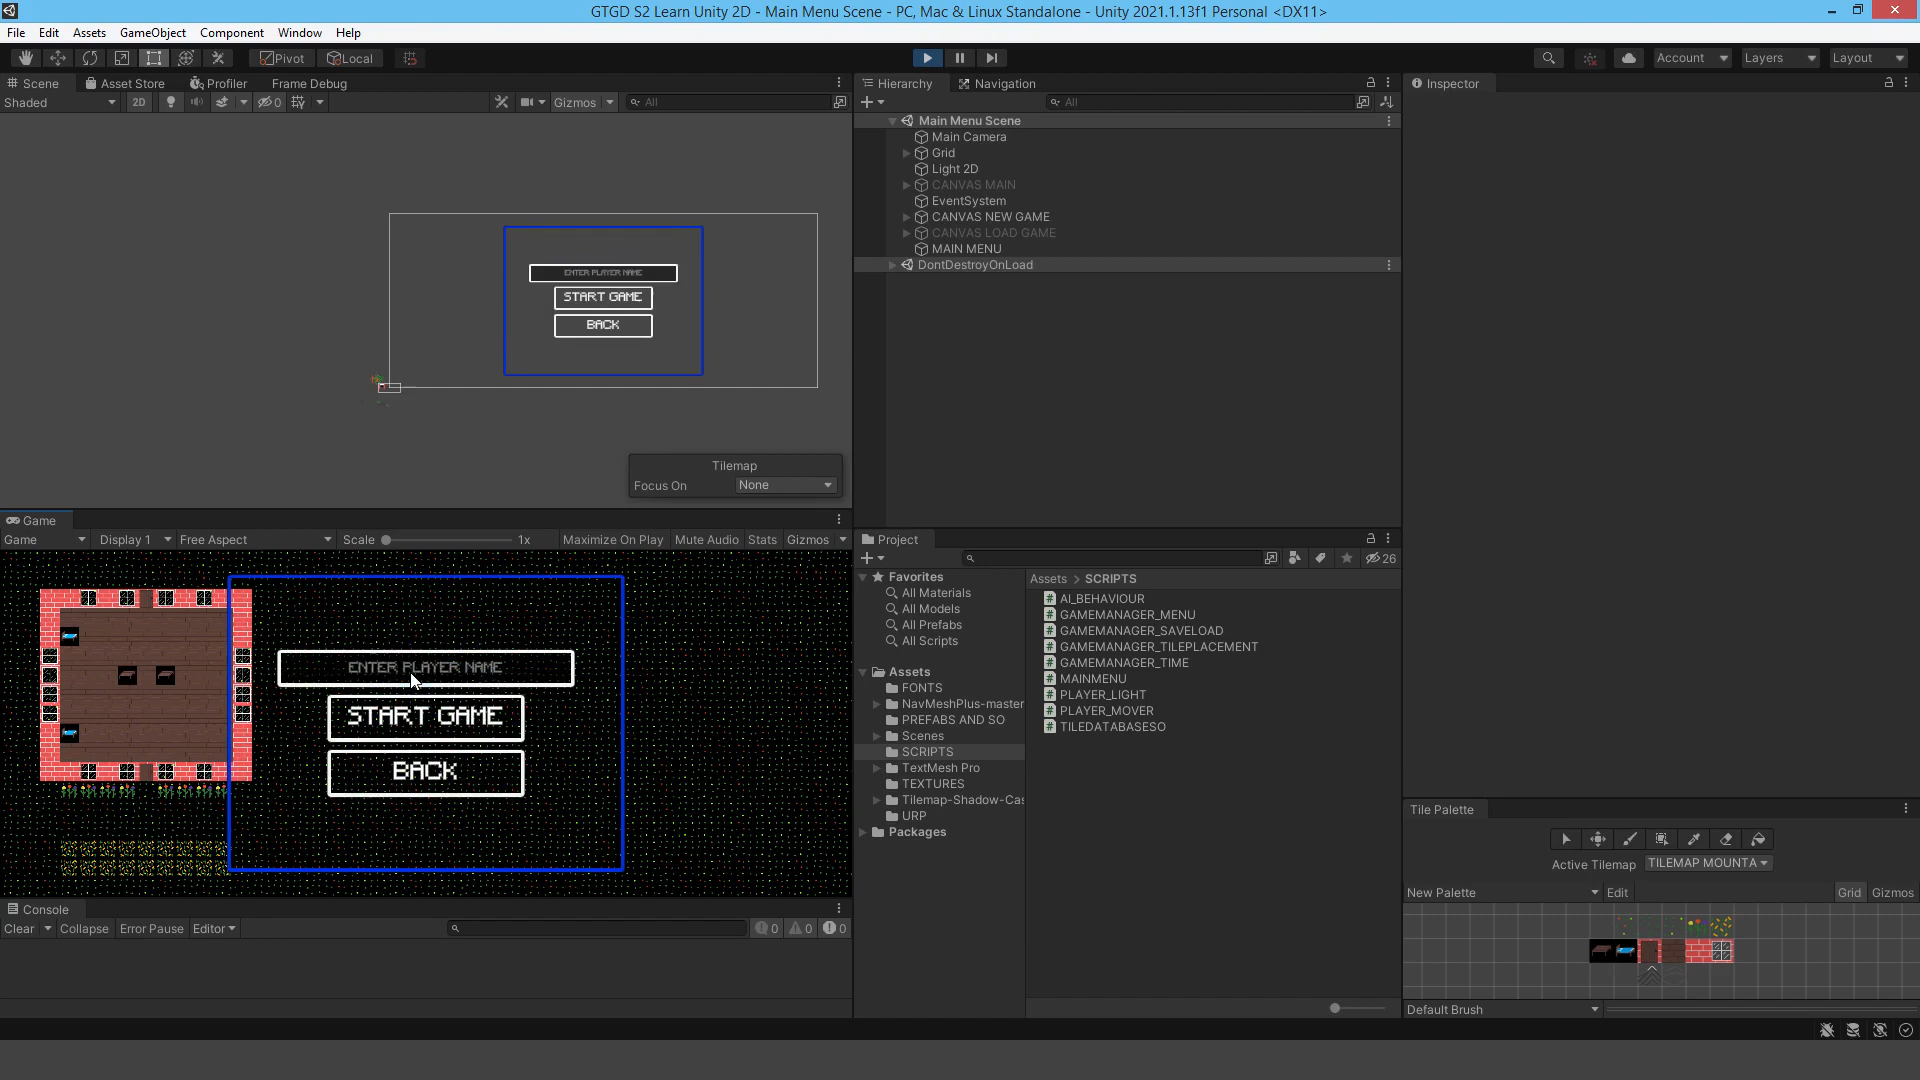 GTGD S2 Learn Unity 2D - Main Menu Scene - PC, Mac & Linux Standalone - Unity 2021.1.13f1 Personal <DX11>
File Edit Assets GameObject Component Window Help
Pivot Local Account Layers Layout
Scene Asset Store Profiler Frame Debug
Shaded 2D 0 Gizmos All
ENTER PLAYER NAME
START GAME
BACK
Tilemap
Focus On None
Hierarchy Navigation
All
Main Menu Scene
Main Camera
Grid
Light 2D
CANVAS MAIN
EventSystem
CANVAS NEW GAME
CANVAS LOAD GAME
MAIN MENU
DontDestroyOnLoad
Inspector
Game
Game Display 1 Free Aspect Scale 1x Maximize On Play Mute Audio Stats Gizmos
ENTER PLAYER NAME
START GAME
BACK
Console
Clear Collapse Error Pause Editor 0 0 0
Project
26
Favorites
All Materials
All Models
All Prefabs
All Scripts
Assets
FONTS
NavMeshPlus-master
PREFABS AND SO
Scenes
SCRIPTS
TextMesh Pro
TEXTURES
Tilemap-Shadow-Cas
URP
Packages
Assets > SCRIPTS
AI_BEHAVIOUR
GAMEMANAGER_MENU
GAMEMANAGER_SAVELOAD
GAMEMANAGER_TILEPLACEMENT
GAMEMANAGER_TIME
MAINMENU
PLAYER_LIGHT
PLAYER_MOVER
TILEDATABASESO
Tile Palette
Active Tilemap TILEMAP MOUNTA
New Palette Edit Grid Gizmos
Default Brush